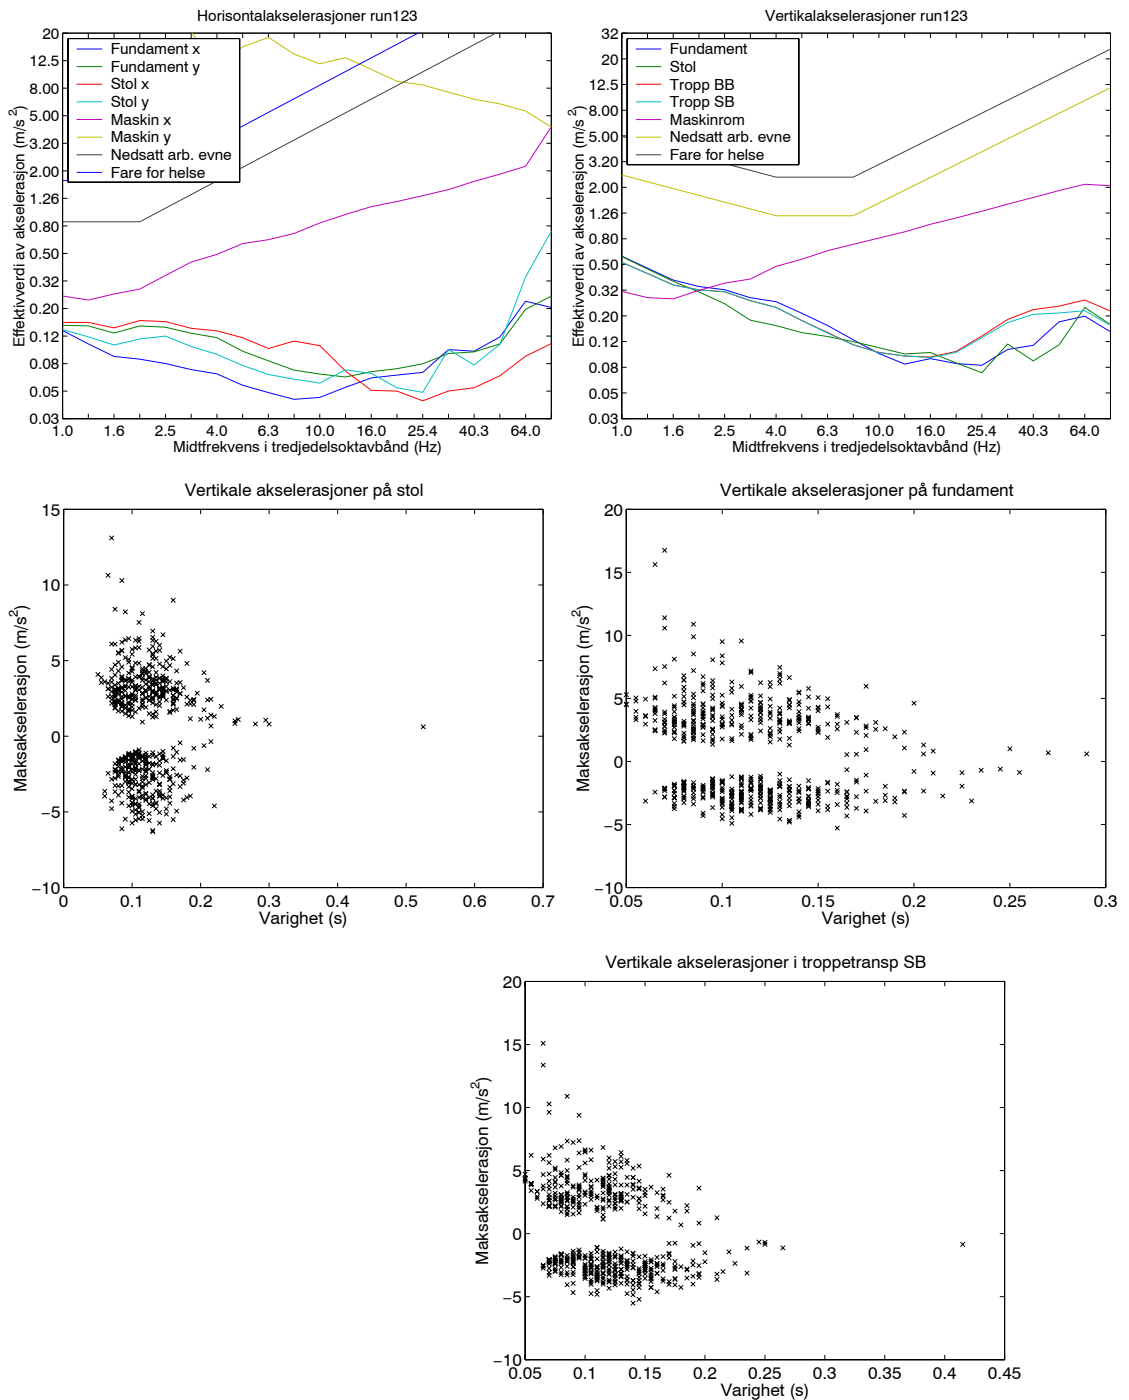 Horisontalakselerasjoner run123
Effektivverdi av akselerasjon (m/s²)
20
12.5
8.00
5.00
3.20
2.00
1.26
0.80
0.50
0.32
0.20
0.12
0.08
0.05
0.03
Fundament x
Fundament y
Stol x
Stol y
Maskin x
Maskin y
Nedsatt arb. evne
Fare for helse
1.0 1.6 2.5 4.0 6.3 10.0 16.0 25.4 40.3 64.0
Midtfrekvens i tredjedelsoktavbånd (Hz)
Vertikalakselerasjoner run123
Effektivverdi av akselerasjon (m/s²)
32
20
12.5
8.00
5.00
3.20
2.00
1.26
0.80
0.50
0.32
0.20
0.12
0.08
0.05
0.03
Fundament
Stol
Tropp BB
Tropp SB
Maskinrom
Nedsatt arb. evne
Fare for helse
1.0 1.6 2.5 4.0 6.3 10.0 16.0 25.4 40.3 64.0
Midtfrekvens i tredjedelsoktavbånd (Hz)
Vertikale akselerasjoner på stol
Maksakselerasjon (m/s²)
15
10
5
0
−5
−10
0 0.1 0.2 0.3 0.4 0.5 0.6 0.7
Varighet (s)
Vertikale akselerasjoner på fundament
Maksakselerasjon (m/s²)
20
15
10
5
0
−5
−10
0.05 0.1 0.15 0.2 0.25 0.3
Varighet (s)
Vertikale akselerasjoner i troppetransp SB
Maksakselerasjon (m/s²)
20
15
10
5
0
−5
−10
0.05 0.1 0.15 0.2 0.25 0.3 0.35 0.4 0.45
Varighet (s)